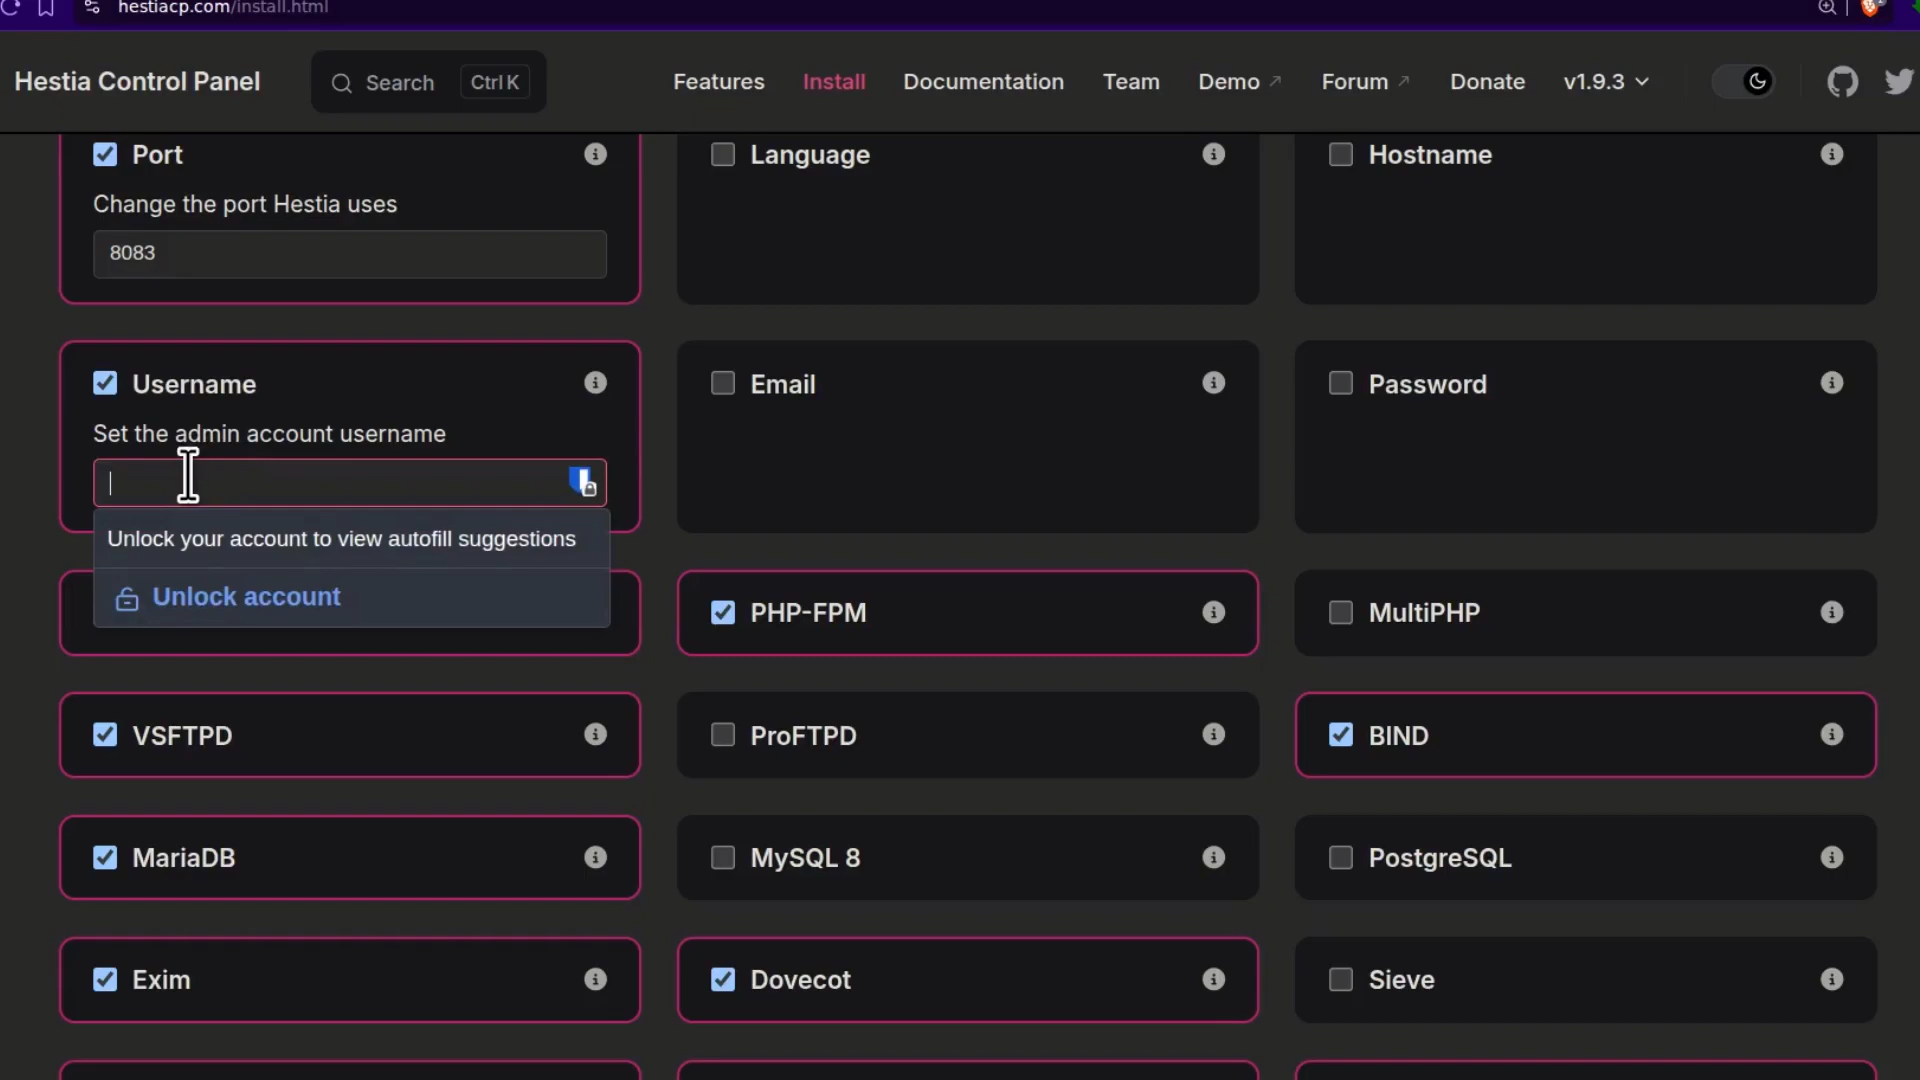 hestiacp.com/install.html
Hestia Control Panel
Search
Ctrl K
Features
Install
Documentation
Team
Demo
Forum
Donate
v1.9.3
Port
Change the port Hestia uses
8083
Language
Hostname
Username
Set the admin account username
Unlock your account to view autofill suggestions
Unlock account
Email
Password
PHP-FPM
MultiPHP
VSFTPD
ProFTPD
BIND
MariaDB
MySQL 8
PostgreSQL
Exim
Dovecot
Sieve